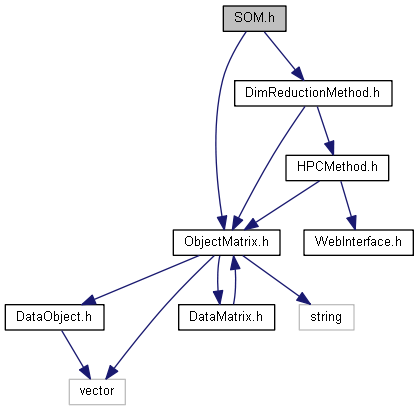 SOM.h
DimReductionMethod.h
HPCMethod.h
ObjectMatrix.h
WebInterface.h
DataObject.h
DataMatrix.h
string
vector